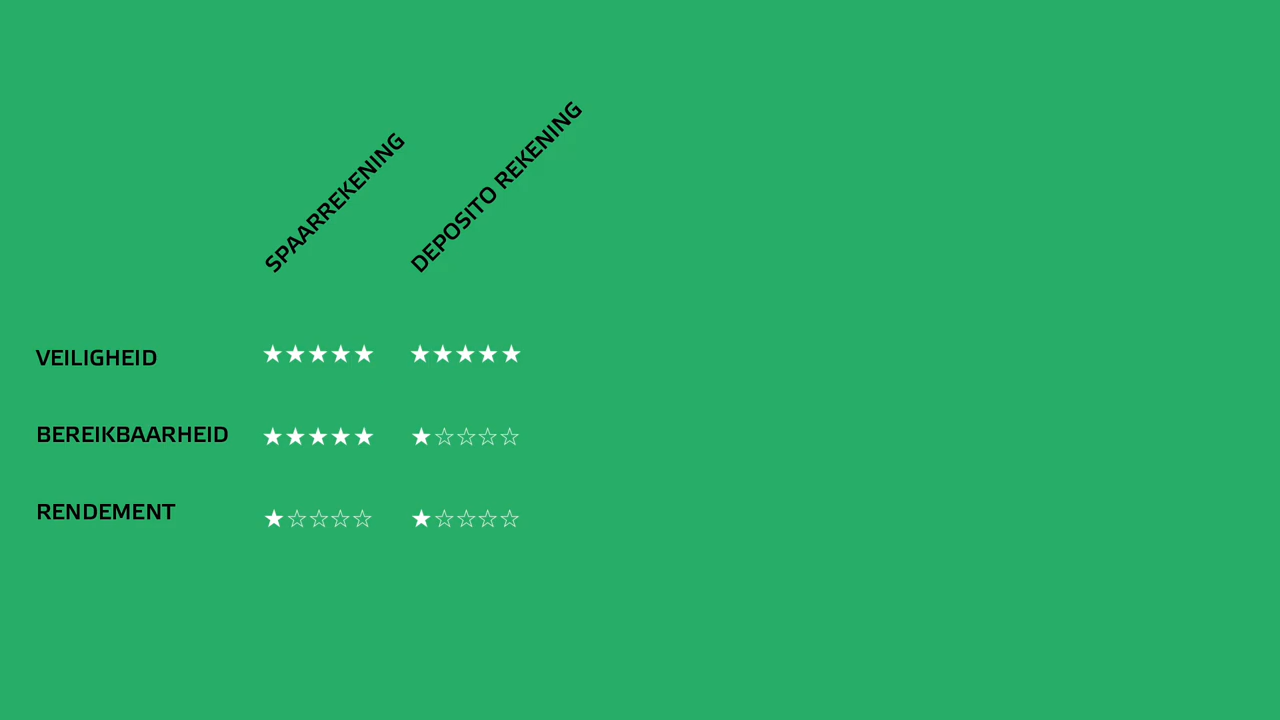 SPAARREKENING
DEPOSITO REKENING
VEILIGHEID ★★★★★ ★★★★★
BEREIKBAARHEID ★★★★★ ★☆☆☆☆
RENDEMENT ★☆☆☆☆ ★☆☆☆☆